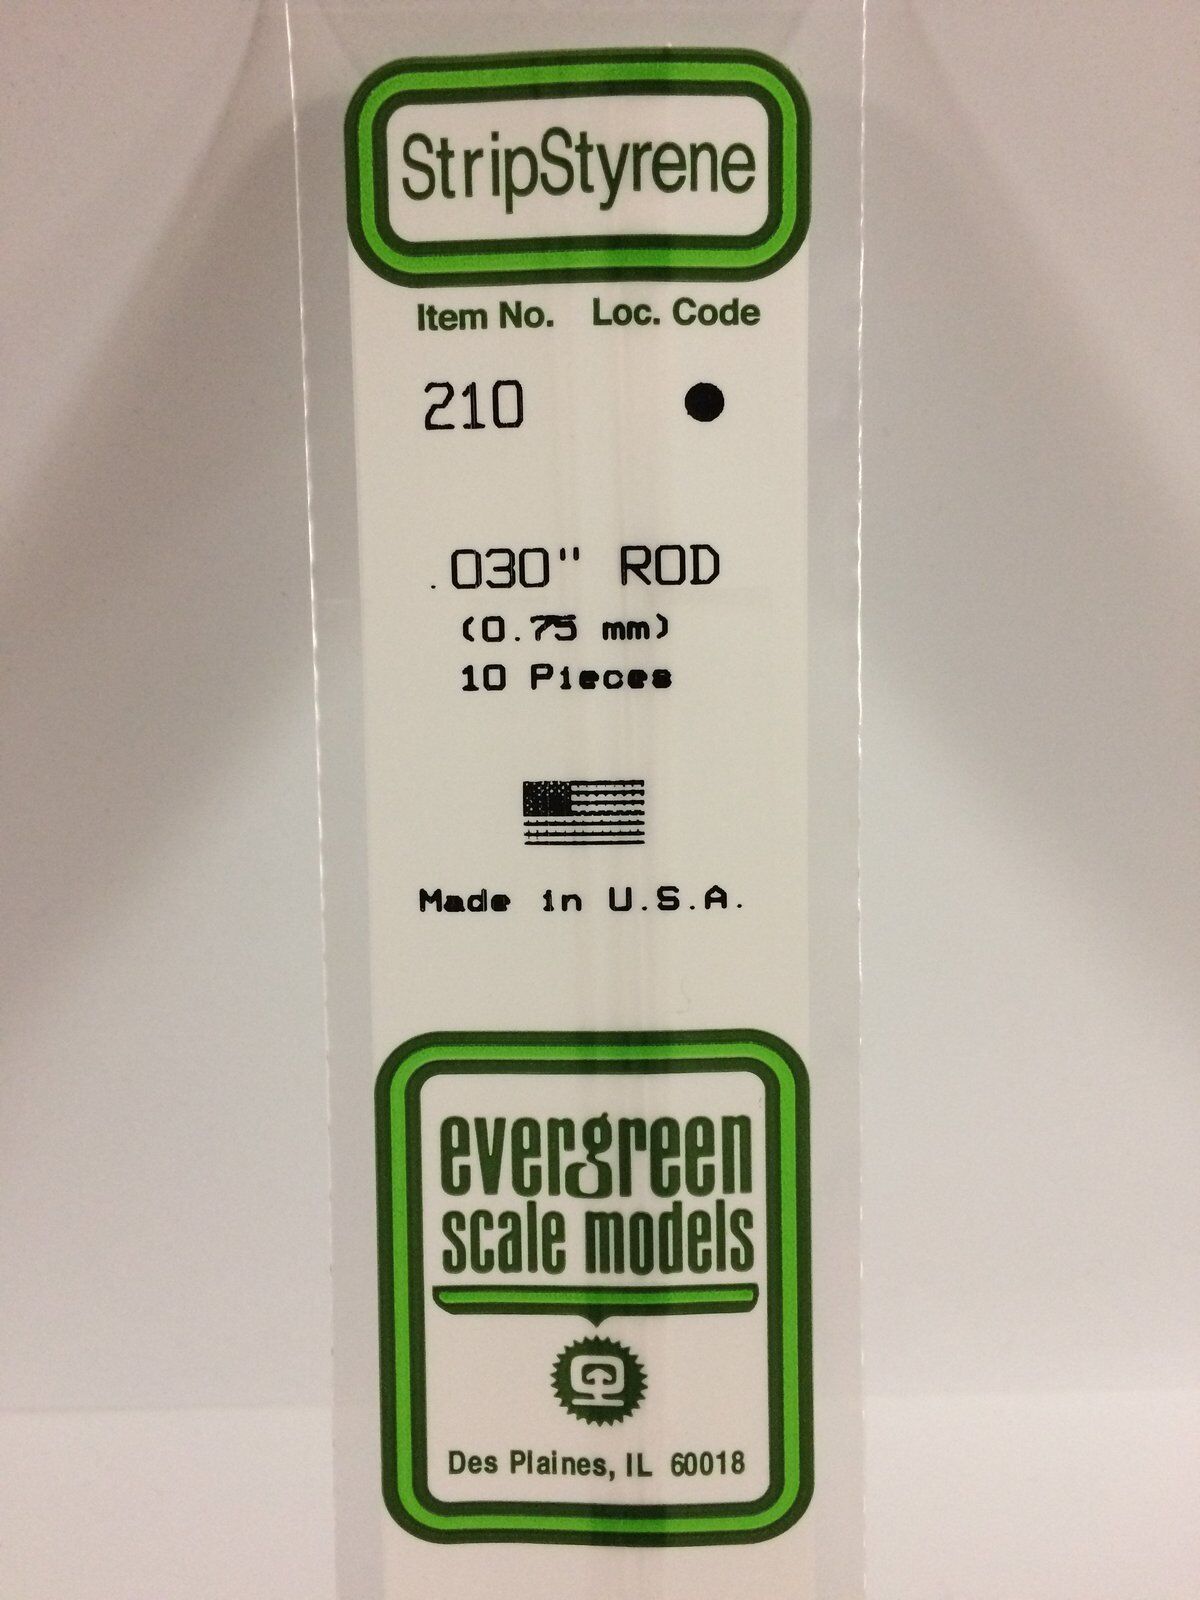 StripStyrene
Item No. Loc. Code
210 ●
.030" ROD
(0.75 mm)
10 Pieces
Made in U.S.A.
evergreen
scale models
Des Plaines, IL 60018